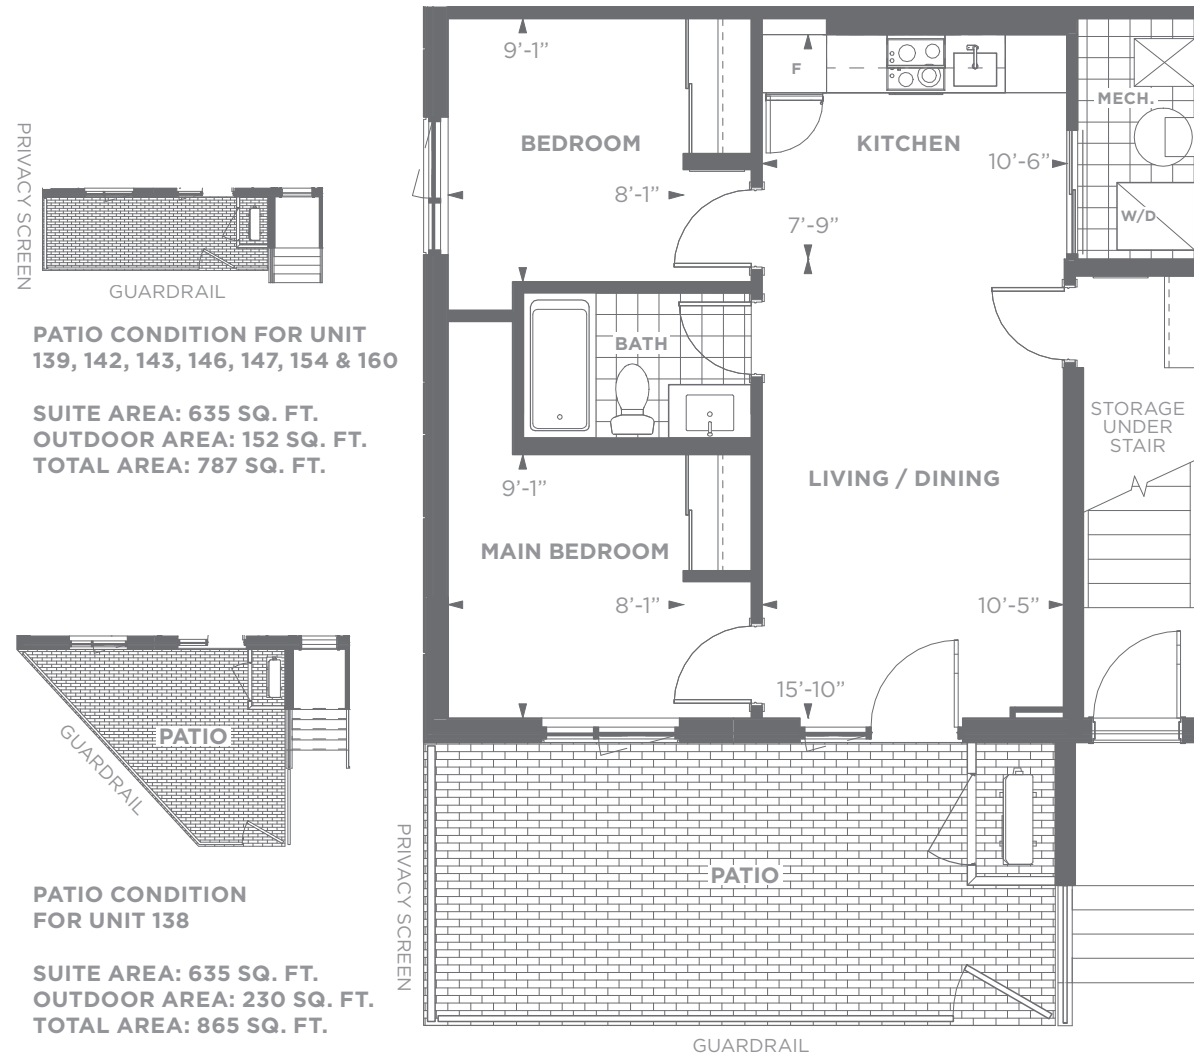 PRIVACY SCREEN
GUARDRAIL
PATIO CONDITION FOR UNIT
139, 142, 143, 146, 147, 154 & 160
SUITE AREA: 635 SQ. FT.
OUTDOOR AREA: 152 SQ. FT.
TOTAL AREA: 787 SQ. FT.
PATIO
GUARDRAIL
PATIO CONDITION
FOR UNIT 138
SUITE AREA: 635 SQ. FT.
OUTDOOR AREA: 230 SQ. FT.
TOTAL AREA: 865 SQ. FT.
9’-1”
BEDROOM
8’-1”
F
KITCHEN
10’-6”
7’-9”
MECH.
W/D
BATH
STORAGE
UNDER
STAIR
LIVING / DINING
9’-1”
MAIN BEDROOM
8’-1”
10’-5”
15’-10”
PRIVACY SCREEN
PATIO
GUARDRAIL